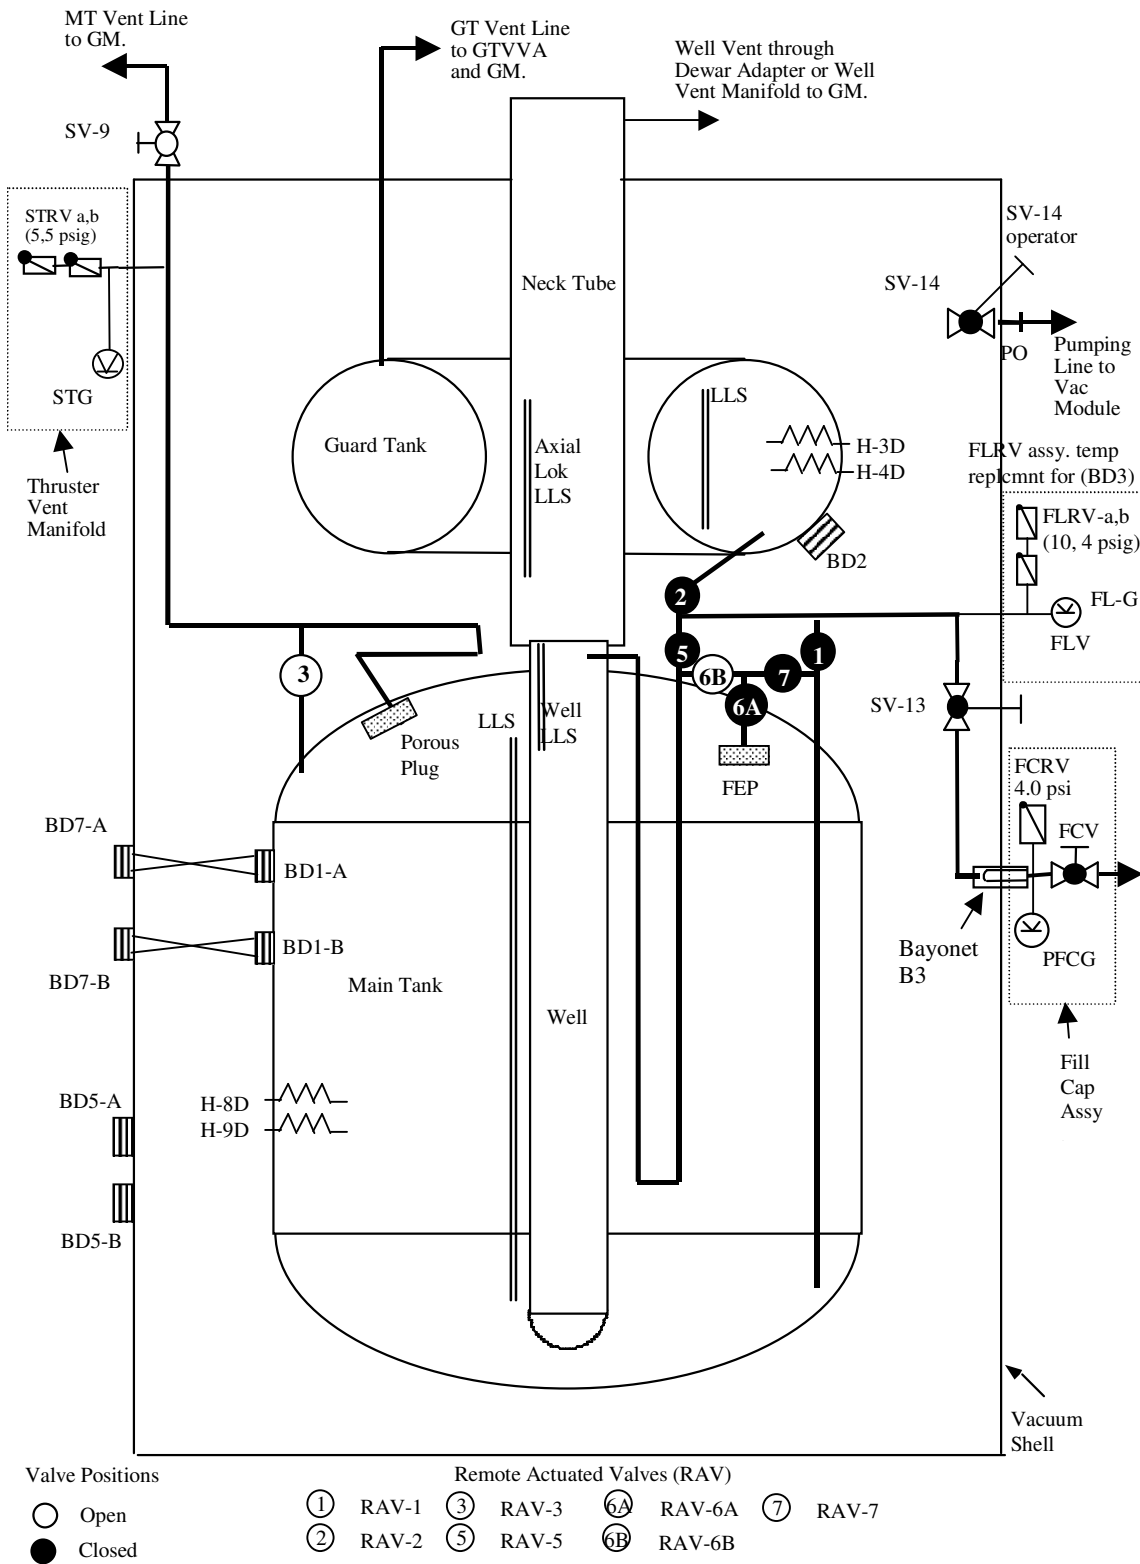 MT Vent Line
to GM.
GT Vent Line
to GTVVA
and GM.
Well Vent through
Dewar Adapter or Well
Vent Manifold to GM.
SV-9
STRV a,b
(5,5 psig)
STG
Thruster
Vent
Manifold
Neck Tube
SV-14
operator
SV-14
PO
Pumping
Line to
Vac
Module
Guard Tank
Axial
Lok
LLS
LLS
H-3D
H-4D
BD2
FLRV assy. temp
replcmnt for (BD3)
FLRV-a,b
(10, 4 psig)
FL-G
FLV
2
5
6B
7
1
6A
3
SV-13
LLS
Well
LLS
Porous
Plug
FEP
FCRV
4.0 psi
FCV
BD7-A
BD1-A
BD1-B
BD7-B
Main Tank
Well
Bayonet
B3
PFCG
Fill
Cap
Assy
BD5-A
H-8D
H-9D
BD5-B
Vacuum
Shell
Valve Positions
Open
Closed
Remote Actuated Valves (RAV)
1 RAV-1 3 RAV-3 6A RAV-6A 7 RAV-7
2 RAV-2 5 RAV-5 6B RAV-6B